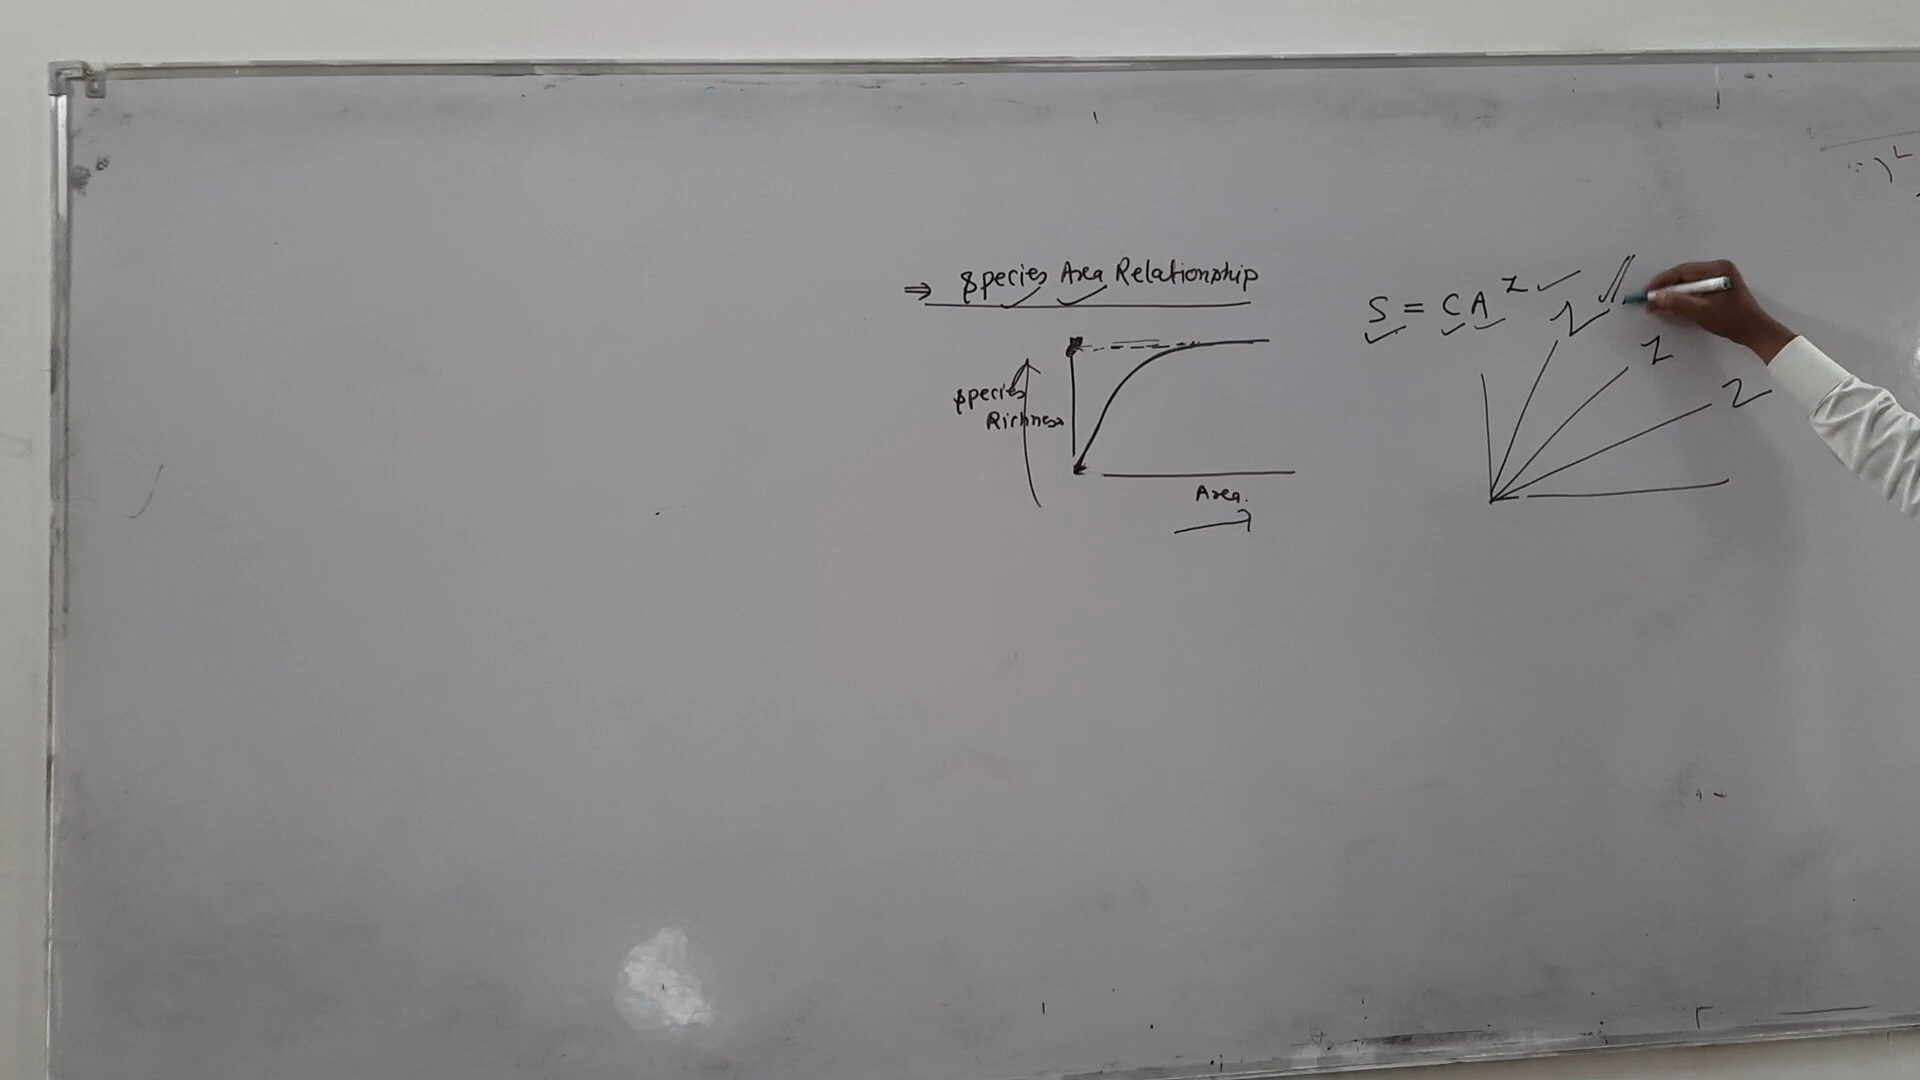 ⇒ Species Area Relationship
S = CA^z
Species
Richness
Area.
z
z
z